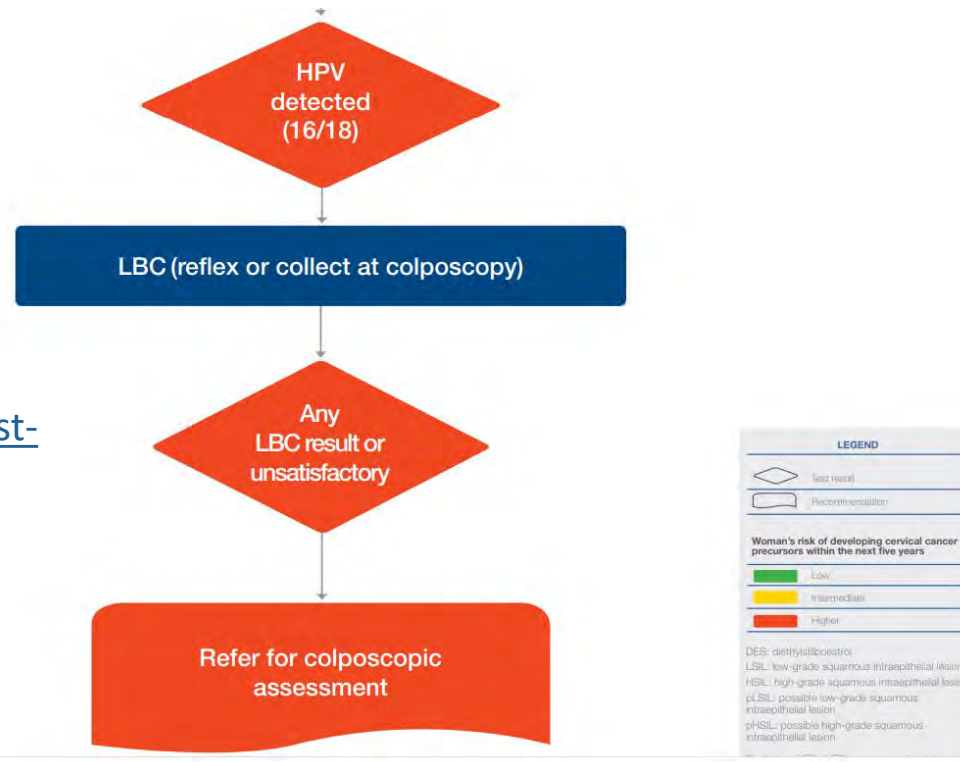 HPV
detected
(16/18)
LBC (reflex or collect at colposcopy)
st-
Any
LBC result or
unsatisfactory
Refer for colposcopic
assessment
LEGEND
Test result
Recommendation
Woman's risk of developing cervical cancer
precursors within the next five years
Low
Intermediate
Higher
DES: diethylstilboestrol
LSIL: low-grade squamous intraepithelial lesion
HSIL: high-grade squamous intraepithelial
pLSIL: possible low-grade squamous
intraepithelial lesion
pHSIL: possible high-grade squamous
intraepithelial lesion